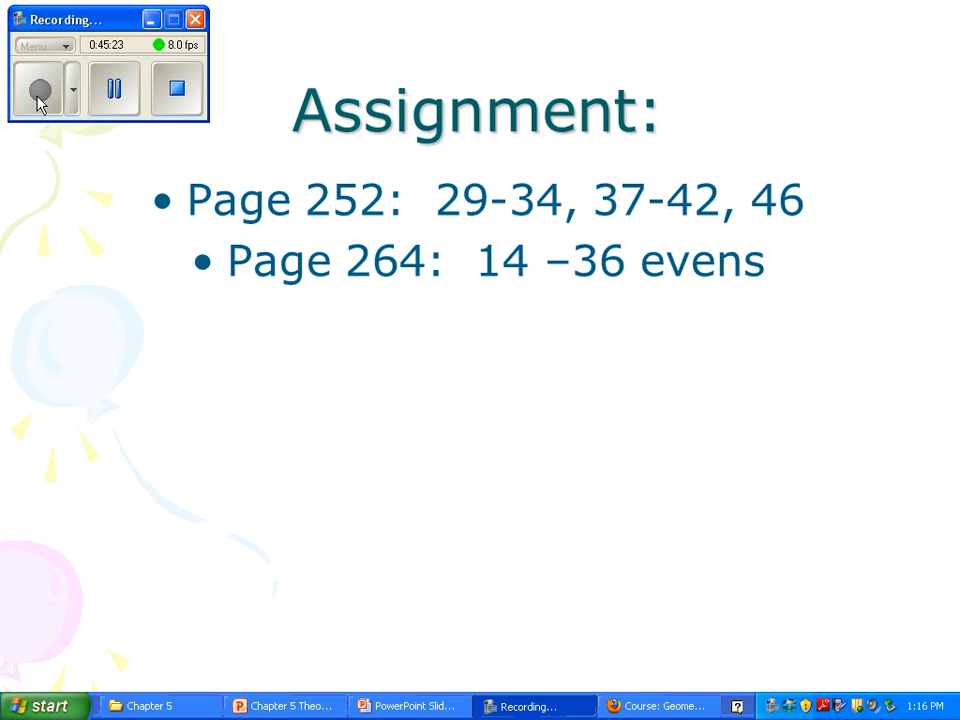 Recording...
Menu
0:45:23
8.0 fps
Assignment:
• Page 252: 29-34, 37-42, 46
• Page 264: 14 –36 evens
start
Chapter 5
Chapter 5 Theo...
PowerPoint Slid...
Recording...
Course: Geome...
1:16 PM